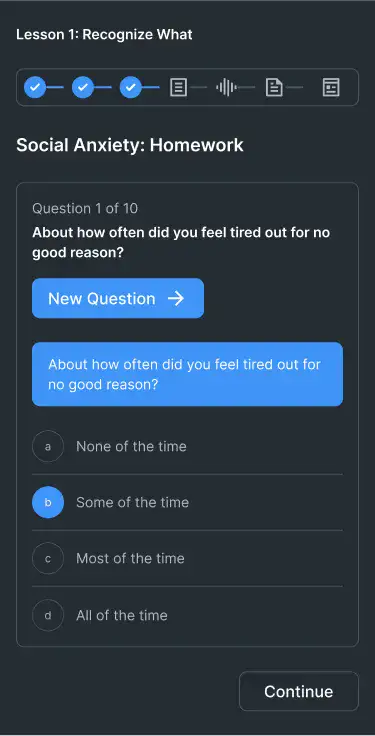 Lesson 1: Recognize What
Social Anxiety: Homework
Question 1 of 10
About how often did you feel tired out for no
good reason?
New Question
About how often did you feel tired out for
no good reason?
a None of the time
b Some of the time
c Most of the time
d All of the time
Continue